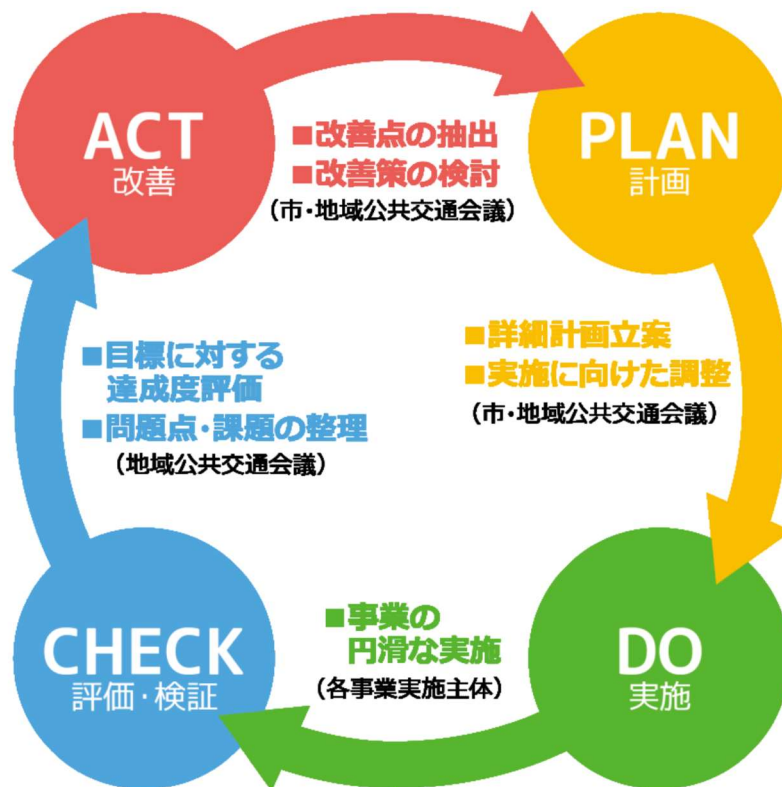 ACT
改善
■改善点の抽出
■改善策の検討
(市・地域公共交通会議)
PLAN
計画
■詳細計画立案
■実施に向けた調整
(市・地域公共交通会議)
DO
実施
■事業の
円滑な実施
(各事業実施主体)
CHECK
評価・検証
■目標に対する
達成度評価
■問題点・課題の整理
(地域公共交通会議)